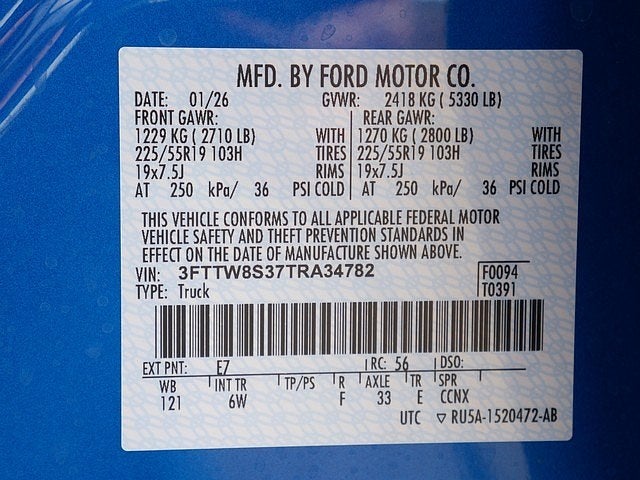 MFD. BY FORD MOTOR CO.
DATE: 01/26 GVWR: 2418 KG ( 5330 LB)
FRONT GAWR: REAR GAWR:
1229 KG ( 2710 LB) WITH 1270 KG ( 2800 LB) WITH
225/55R19 103H TIRES 225/55R19 103H TIRES
19x7.5J RIMS 19x7.5J RIMS
AT 250 kPa/ 36 PSI COLD AT 250 kPa/ 36 PSI COLD
THIS VEHICLE CONFORMS TO ALL APPLICABLE FEDERAL MOTOR
VEHICLE SAFETY AND THEFT PREVENTION STANDARDS IN
EFFECT ON THE DATE OF MANUFACTURE SHOWN ABOVE.
VIN: 3FTTW8S37TRA34782 F0094
TYPE: Truck T0391
EXT PNT: E7 RC: 56 DSO:
WB INT TR TP/PS R AXLE TR SPR
121 6W F 33 E CCNX
UTC ▽ RU5A-1520472-AB